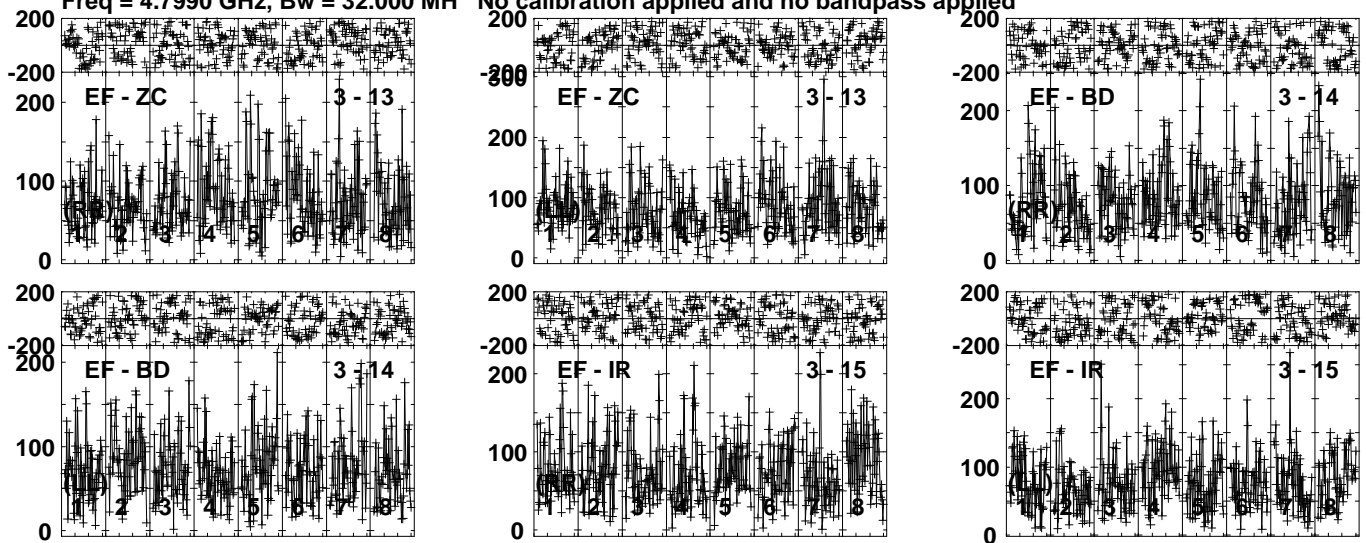 Freq = 4.7990 GHz, Bw = 32.000 MH No calibration applied and no bandpass applied
200
-200
EF - ZC 3 - 13
200
100
(RR)
1 2 3 4 5 6 7 8
0
200
-200
300
EF - ZC 3 - 13
200
100
(LL)
1 2 3 4 5 6 7 8
0
200
-200
EF - BD 3 - 14
200
100
(RR)
1 2 3 4 5 6 7 8
0
200
-200
200
EF - BD 3 - 14
100
(LL)
1 2 3 4 5 6 7 8
0
200
-200
EF - IR 3 - 15
200
100
(RR)
1 2 3 4 5 6 7 8
0
200
-200
EF - IR 3 - 15
200
100
(LL)
1 2 3 4 5 6 7 8
0